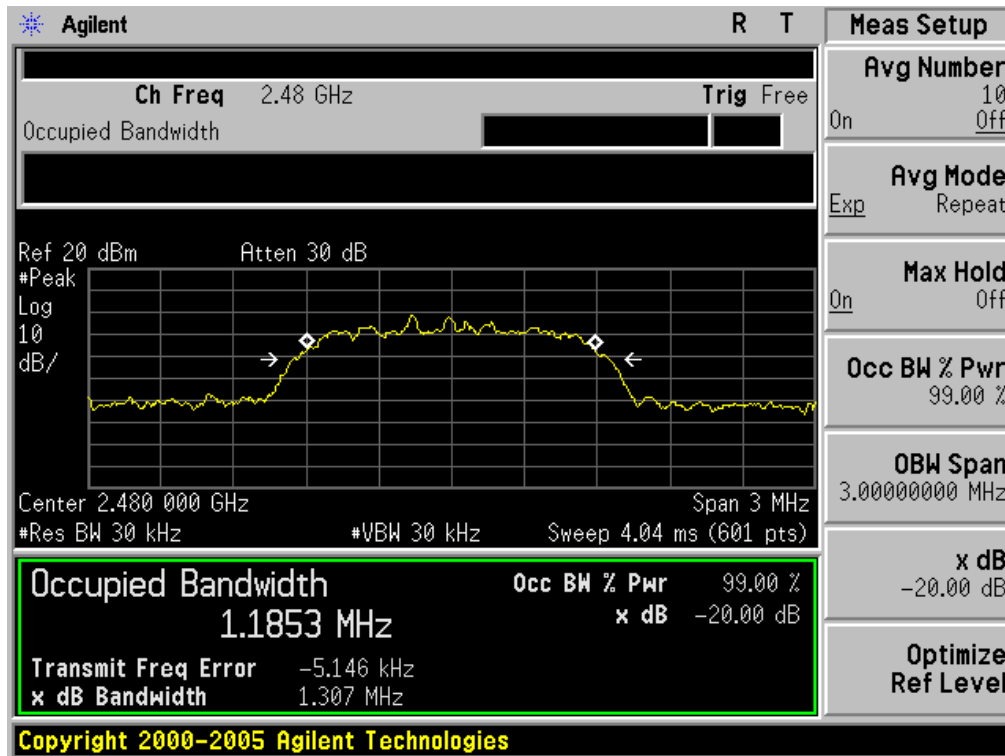 Agilent R T
Ch Freq 2.48 GHz Trig Free
Occupied Bandwidth
Ref 20 dBm Atten 30 dB
#Peak
Log
10
dB/
Center 2.480 000 GHz Span 3 MHz
#Res BW 30 kHz #VBW 30 kHz Sweep 4.04 ms (601 pts)
Occupied Bandwidth
1.1853 MHz
Occ BW % Pwr 99.00 %
x dB -20.00 dB
Transmit Freq Error -5.146 kHz
x dB Bandwidth 1.307 MHz
Copyright 2000-2005 Agilent Technologies
Meas Setup
Avg Number
10
On Off
Avg Mode
Exp Repeat
Max Hold
On Off
Occ BW % Pwr
99.00 %
OBW Span
3.00000000 MHz
x dB
-20.00 dB
Optimize
Ref Level